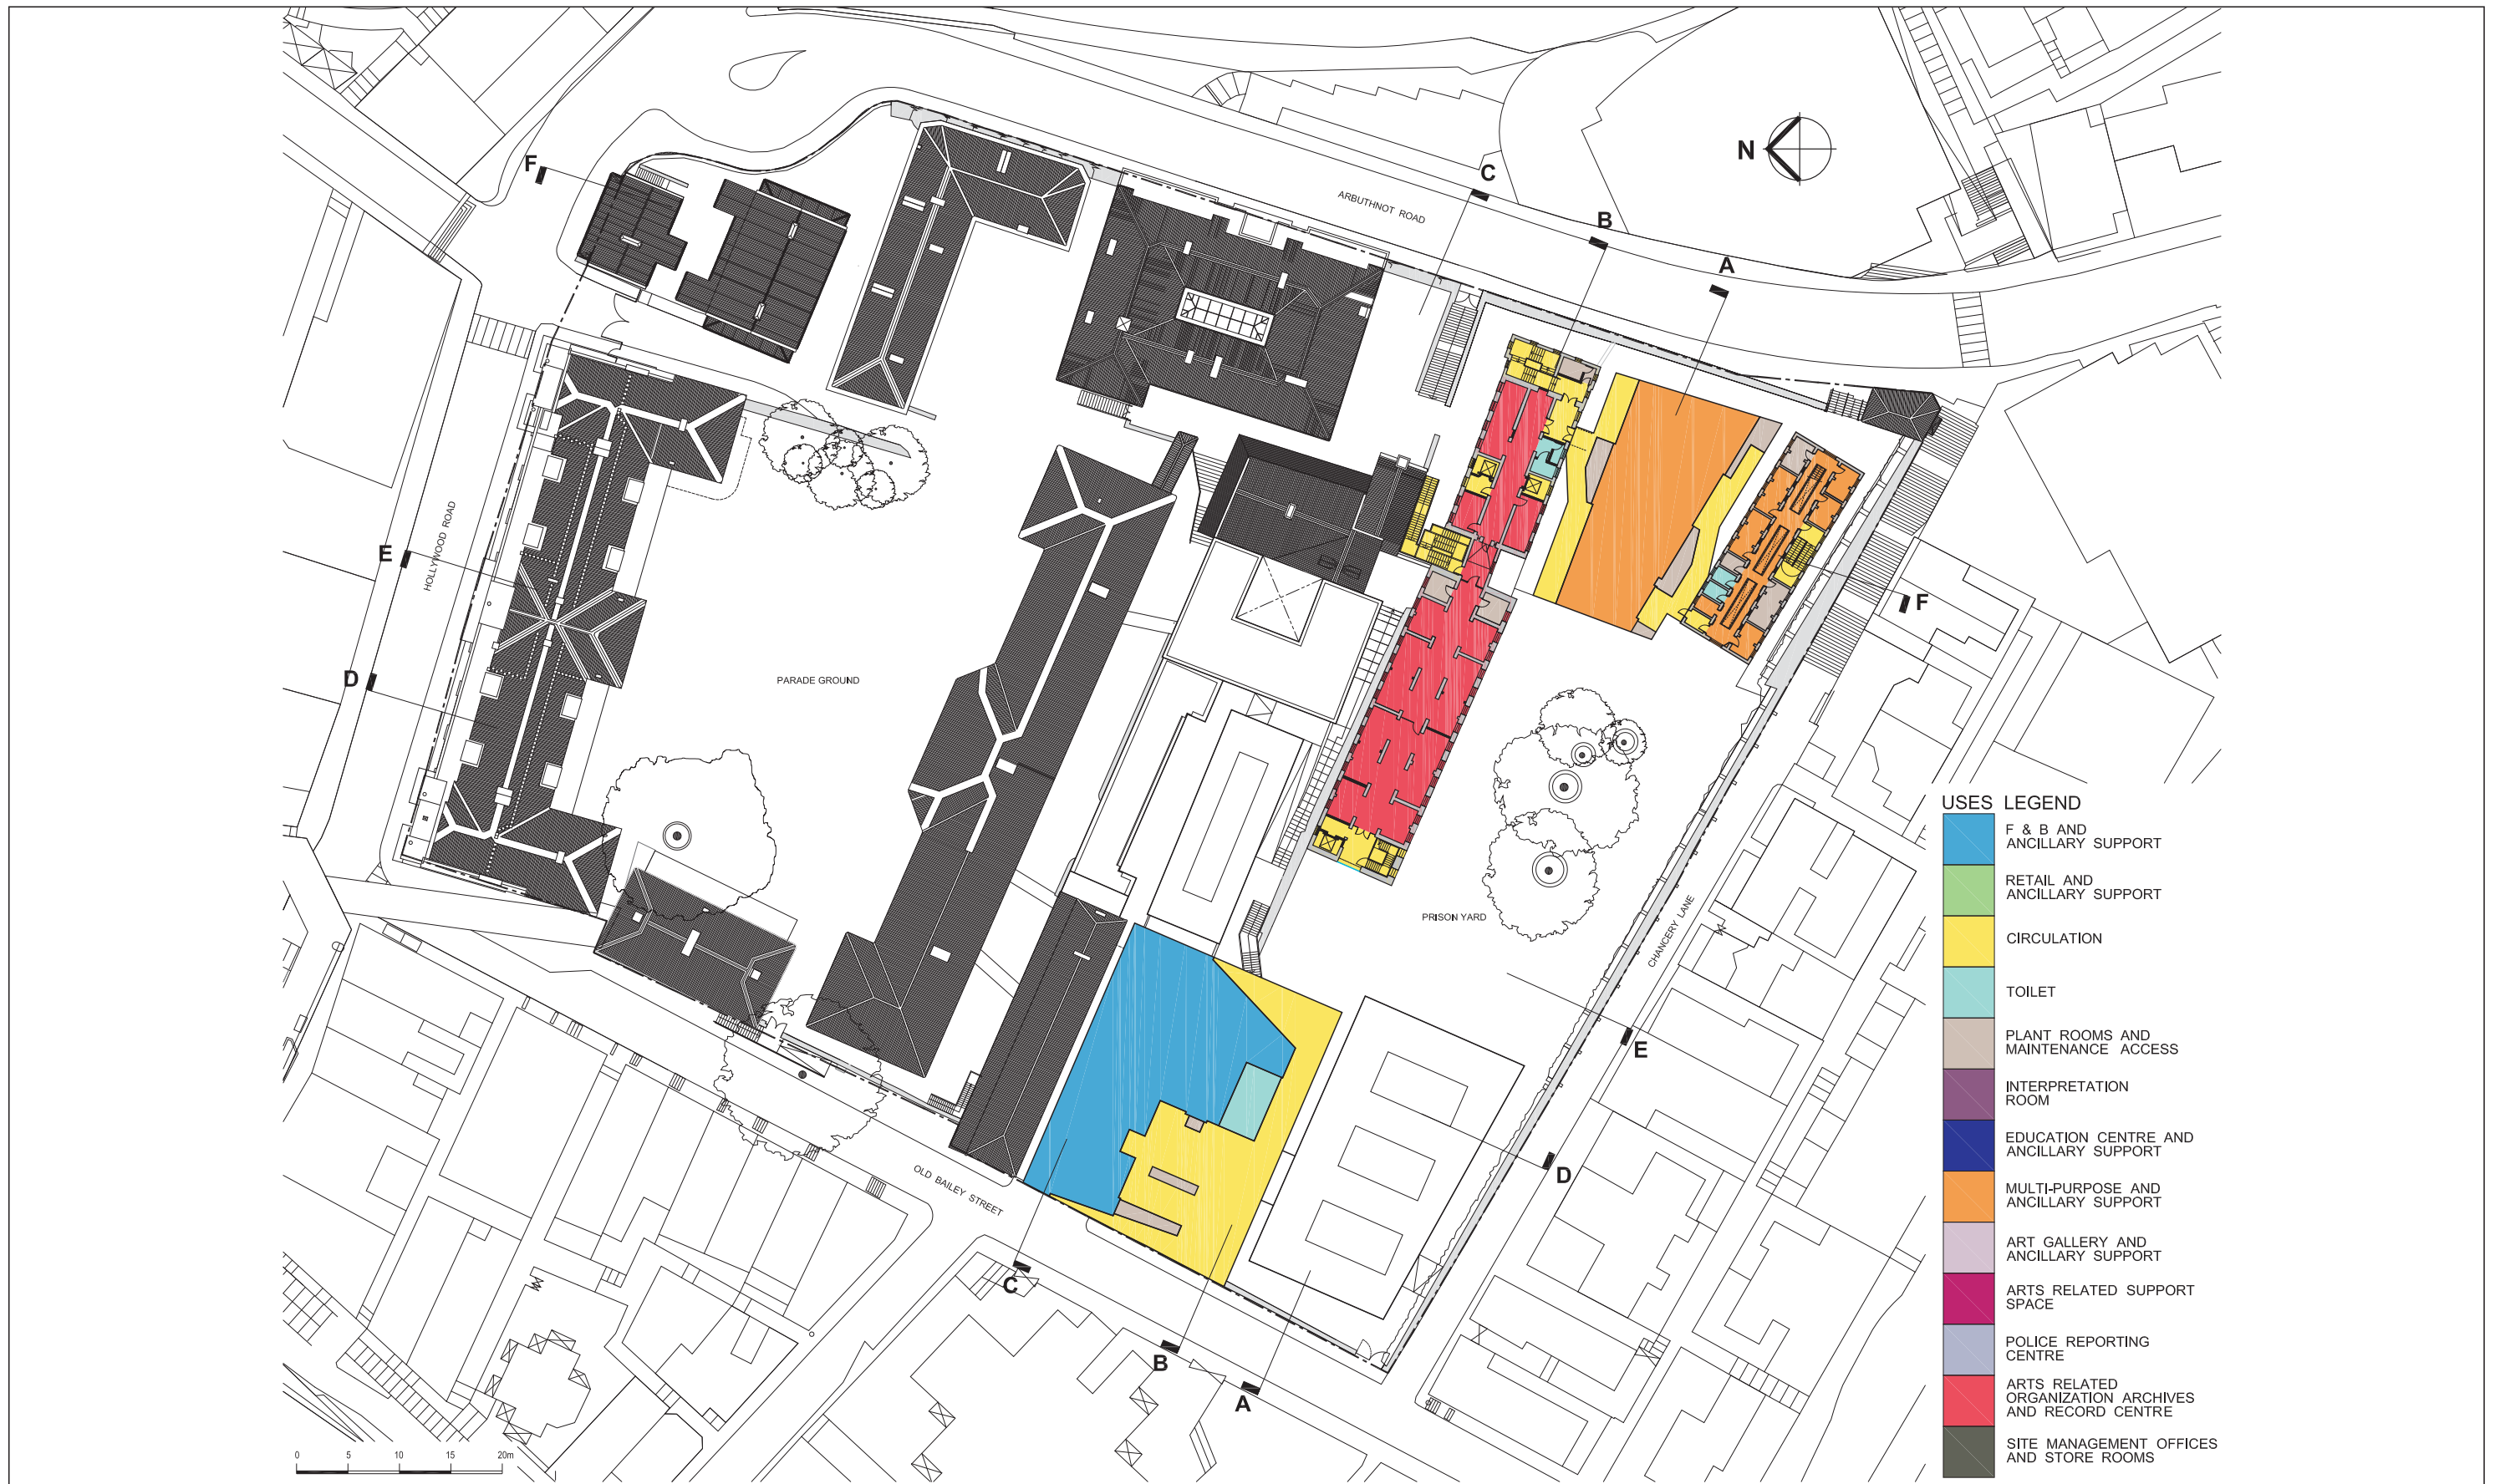 F
N
C
ARBUTHNOT ROAD
B
A
HOLLYWOOD ROAD
E
F
D
PARADE GROUND
PRISON YARD
CHANCERY LANE
E
D
OLD BAILEY STREET
C
B
A
0 5 10 15 20m
USES LEGEND
F & B AND
ANCILLARY SUPPORT
RETAIL AND
ANCILLARY SUPPORT
CIRCULATION
TOILET
PLANT ROOMS AND
MAINTENANCE ACCESS
INTERPRETATION
ROOM
EDUCATION CENTRE AND
ANCILLARY SUPPORT
MULTI-PURPOSE AND
ANCILLARY SUPPORT
ART GALLERY AND
ANCILLARY SUPPORT
ARTS RELATED SUPPORT
SPACE
POLICE REPORTING
CENTRE
ARTS RELATED
ORGANIZATION ARCHIVES
AND RECORD CENTRE
SITE MANAGEMENT OFFICES
AND STORE ROOMS